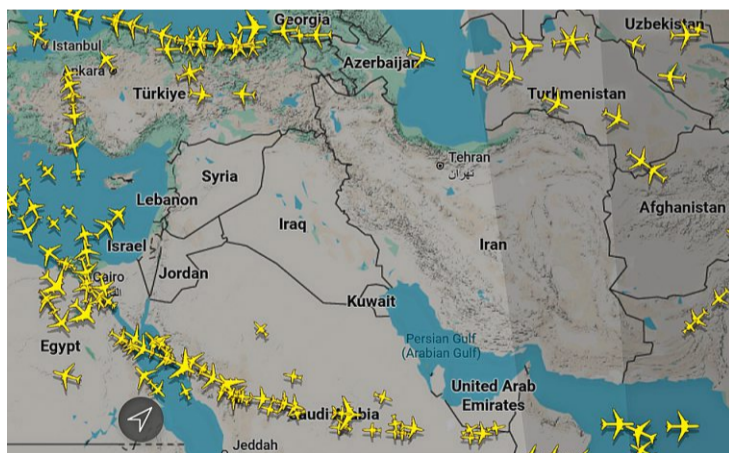 Georgia
Uzbekistan
Istanbul
Ankara
Azerbaijan
Türkiye
Turkmenistan
Tehran
تهران
Syria
Lebanon
Afghanistan
Iraq
Iran
Israel
Jordan
Cairo
Kuwait
Persian Gulf
(Arabian Gulf)
Egypt
United Arab
Emirates
Saudi Arabia
Jeddah